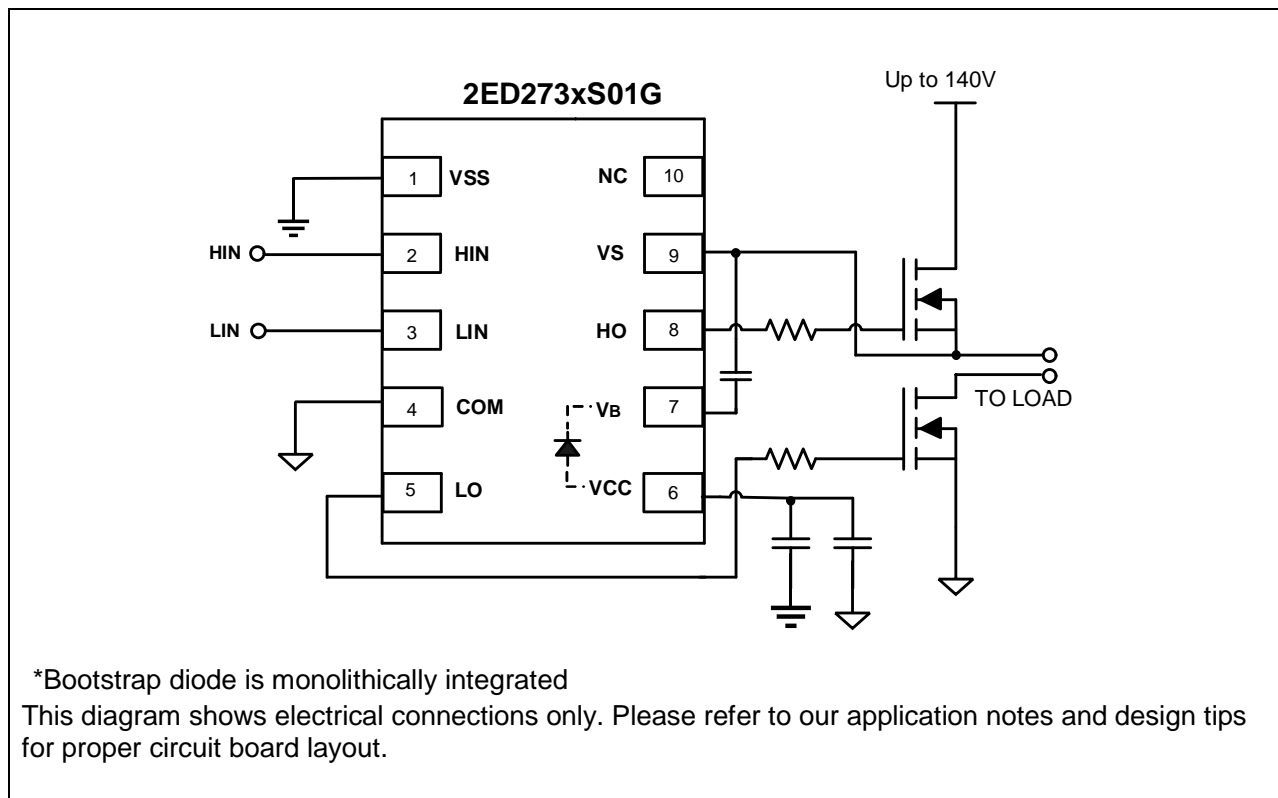 2ED273xS01G
Up to 140V
1 VSS
NC 10
HIN
2 HIN
VS 9
LIN
3 LIN
HO 8
4 COM
VB 7
TO LOAD
5 LO
VCC 6
*Bootstrap diode is monolithically integrated
This diagram shows electrical connections only. Please refer to our application notes and design tips
for proper circuit board layout.